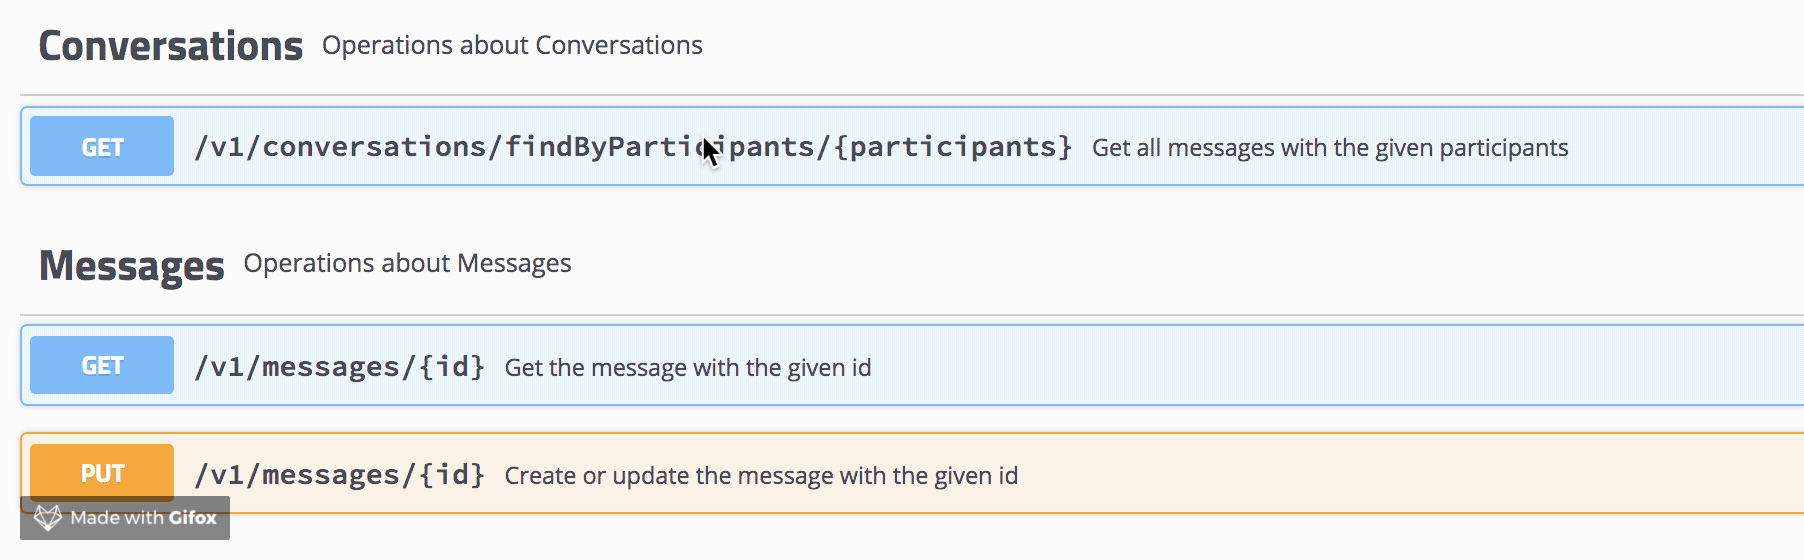 Conversations Operations about Conversations
GET /v1/conversations/findByParticipants/{participants} Get all messages with the given participants
Messages Operations about Messages
GET /v1/messages/{id} Get the message with the given id
PUT /v1/messages/{id} Create or update the message with the given id
Made with Gifox